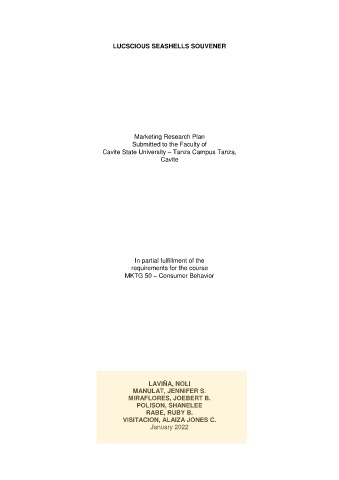 LUCSCIOUS SEASHELLS SOUVENER
Marketing Research Plan
Submitted to the Faculty of
Cavite State University – Tanza Campus Tanza,
Cavite
In partial fulfillment of the
requirements for the course
MKTG 50 – Consumer Behavior
LAVIÑA, NOLI
MANULAT, JENNIFER S.
MIRAFLORES, JOEBERT B.
POLISON, SHANELEE
RABE, RUBY B.
VISITACION, ALAIZA JONES C.
January 2022